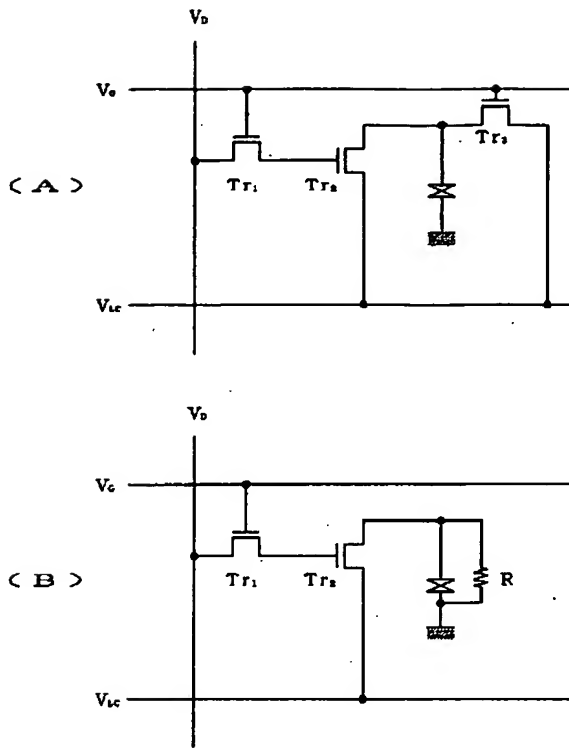 V_D
V_G
Tr₁
Tr₂
Tr₃
( A )
V_LC
V_D
V_G
Tr₁
Tr₂
R
( B )
V_LC